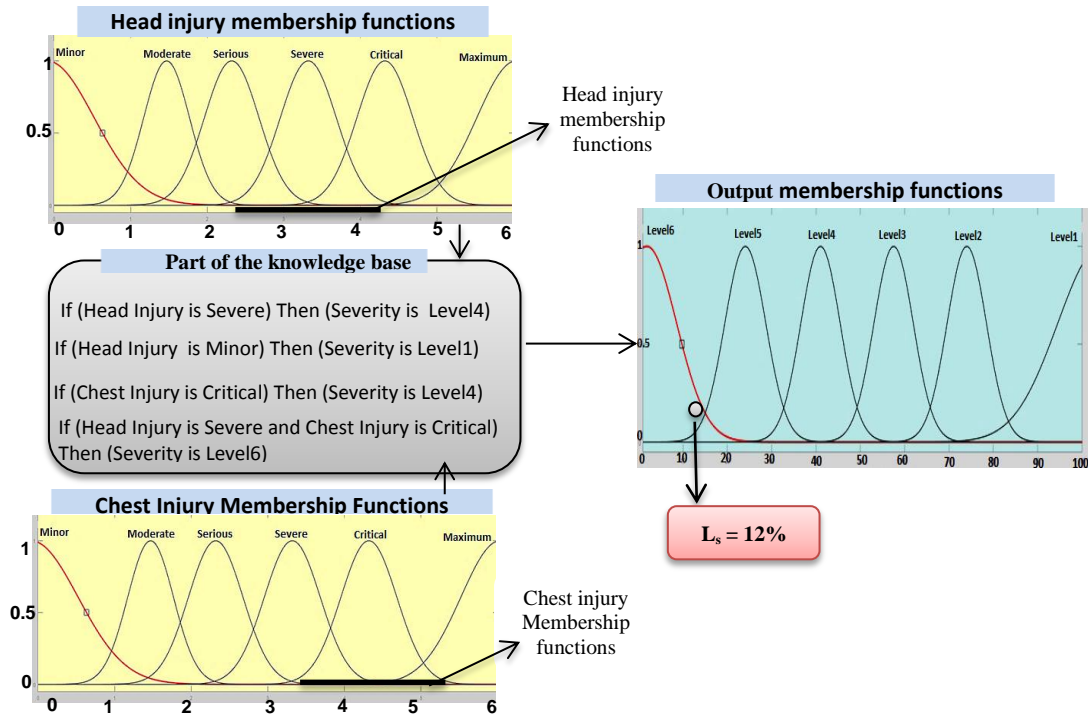 Head injury membership functions
Minor Moderate Serious Severe Critical Maximum
1
0.5
0 1 2 3 4 5 6
Head injury
membership
functions
Part of the knowledge base
If (Head Injury is Severe) Then (Severity is Level4)
If (Head Injury is Minor) Then (Severity is Level1)
If (Chest Injury is Critical) Then (Severity is Level4)
If (Head Injury is Severe and Chest Injury is Critical)
Then (Severity is Level6)
Output membership functions
Level6 Level5 Level4 Level3 Level2 Level1
1
0.5
0
0 10 20 30 40 50 60 70 80 90 100
Ls = 12%
Chest Injury Membership Functions
Minor Moderate Serious Severe Critical Maximum
1
0.5
0
0 1 2 3 4 5 6
Chest injury
Membership
functions